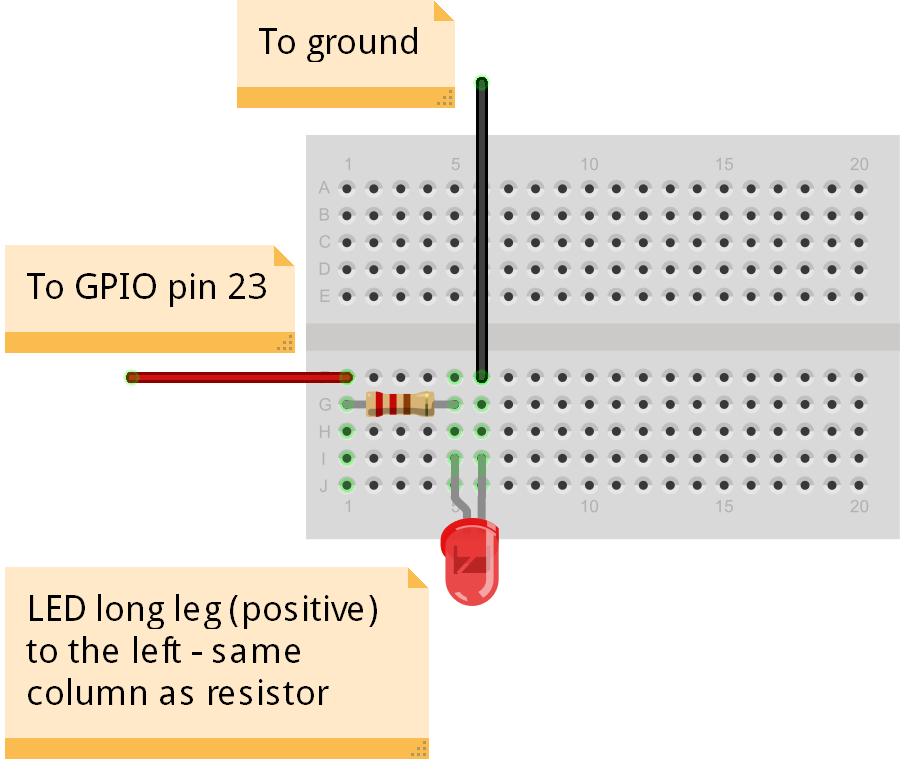 To ground
1 5 10 15 20
A
B
C
D
E
To GPIO pin 23
G
H
I
J
1 5 10 15 20
LED long leg (positive)
to the left - same
column as resistor